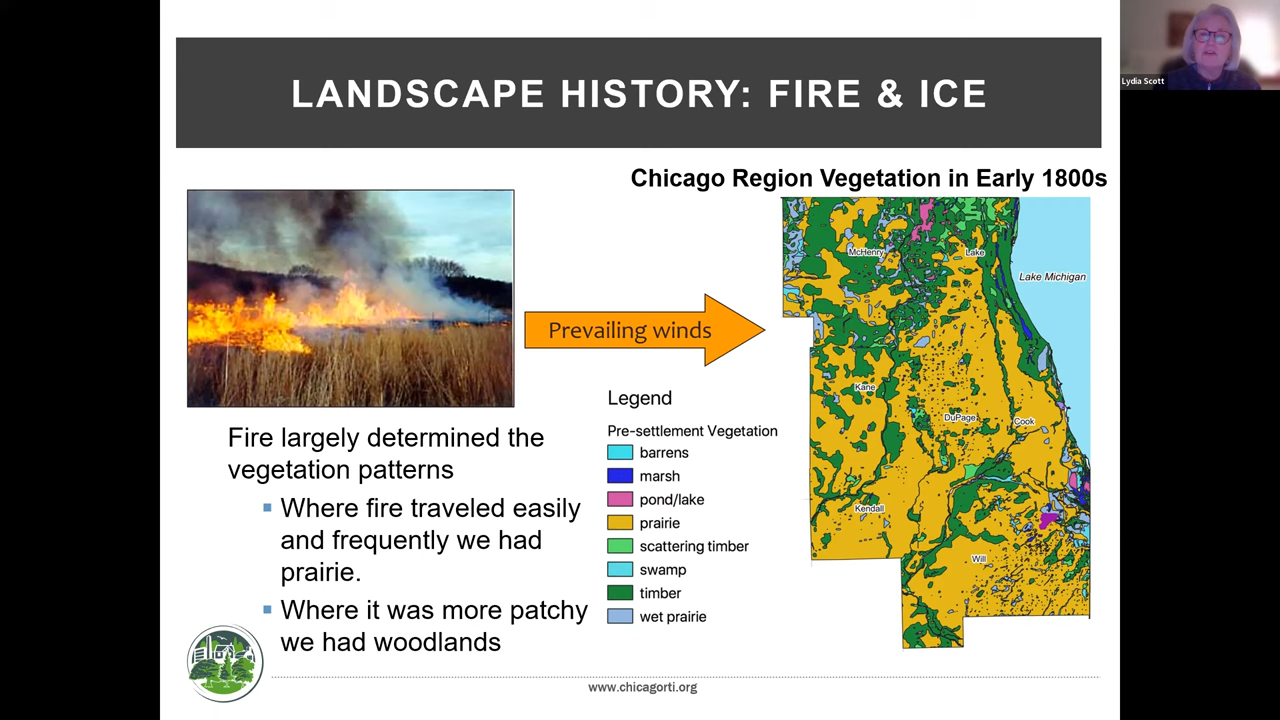 Lydia Scott
LANDSCAPE HISTORY: FIRE & ICE
Chicago Region Vegetation in Early 1800s
Prevailing winds
McHenry
Lake
Lake Michigan
Kane
DuPage
Cook
Kendall
Will
Legend
Pre-settlement Vegetation
barrens
marsh
pond/lake
prairie
scattering timber
swamp
timber
wet prairie
Fire largely determined the
vegetation patterns
Where fire traveled easily
and frequently we had
prairie.
Where it was more patchy
we had woodlands
www.chicagorti.org